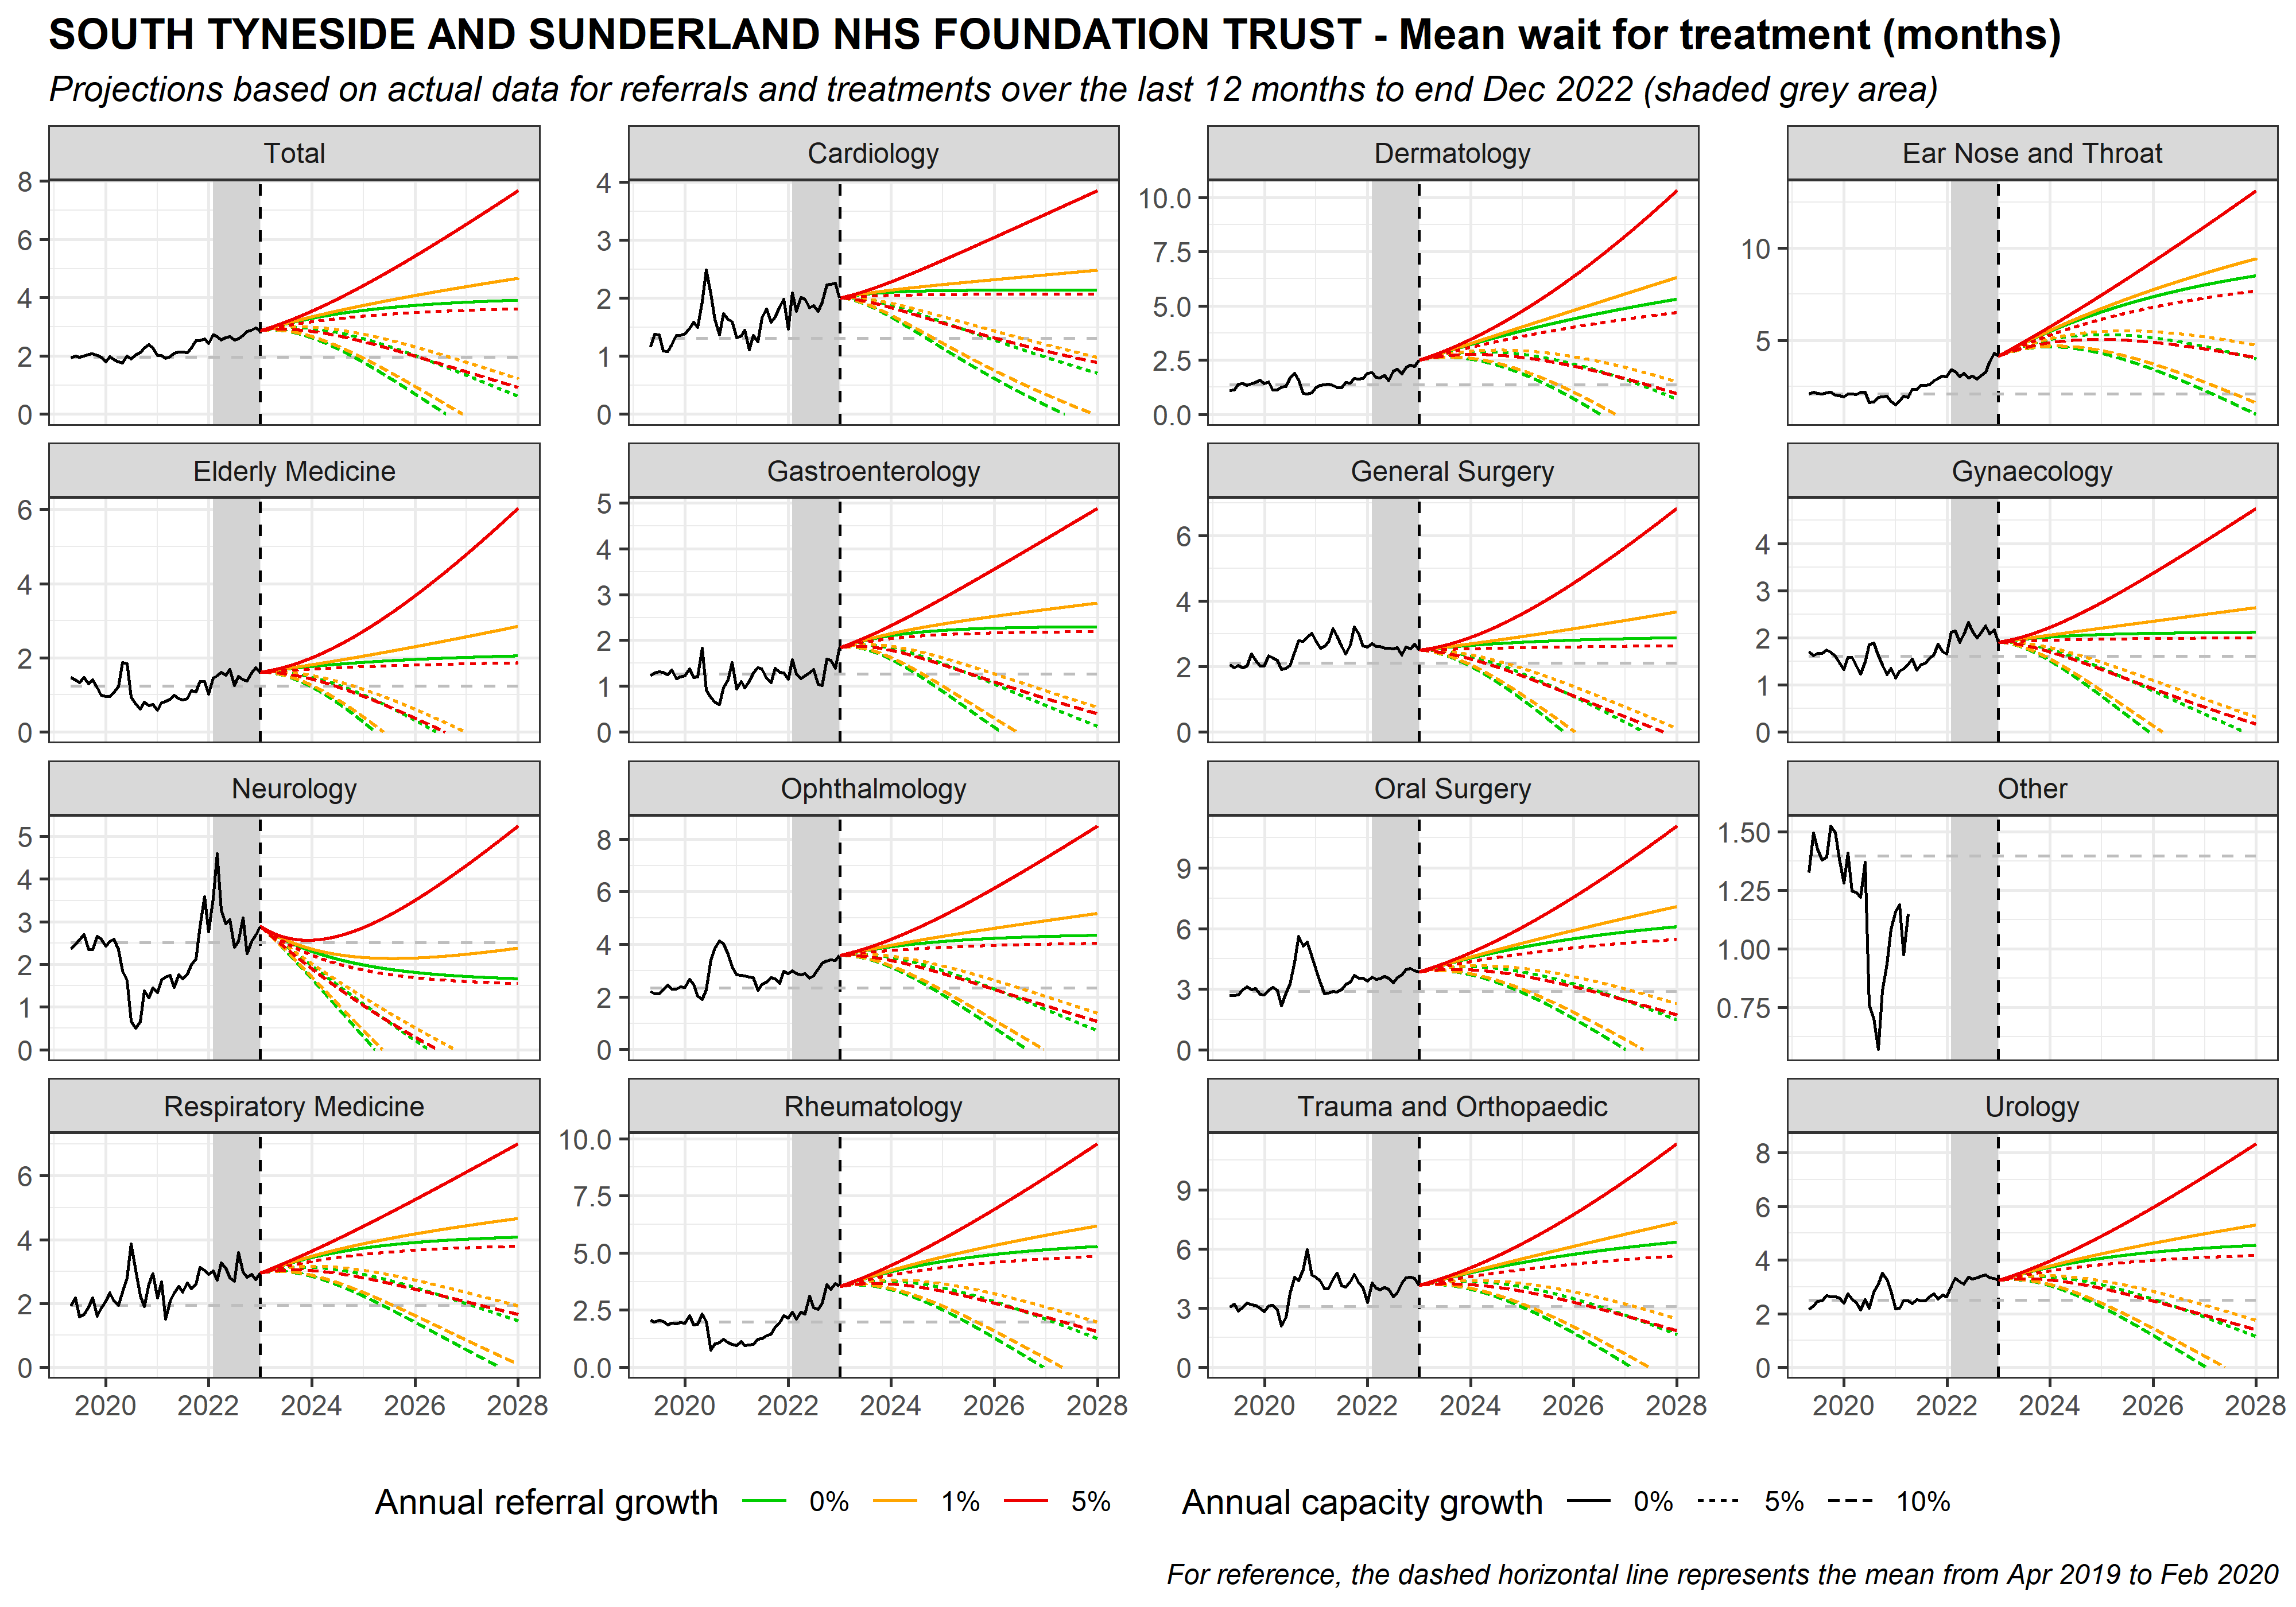 SOUTH TYNESIDE AND SUNDERLAND NHS FOUNDATION TRUST - Mean wait for treatment (months)
Projections based on actual data for referrals and treatments over the last 12 months to end Dec 2022 (shaded grey area)
Total
Cardiology
Dermatology
Ear Nose and Throat
8
6
4
2
0
4
3
2
1
0
10.0
7.5
5.0
2.5
0.0
10
5
Elderly Medicine
Gastroenterology
General Surgery
Gynaecology
6
4
2
0
5
4
3
2
1
0
6
4
2
0
4
3
2
1
0
Neurology
Ophthalmology
Oral Surgery
Other
5
4
3
2
1
0
8
6
4
2
0
9
6
3
0
1.50
1.25
1.00
0.75
Respiratory Medicine
Rheumatology
Trauma and Orthopaedic
Urology
6
4
2
0
10.0
7.5
5.0
2.5
0.0
9
6
3
0
8
6
4
2
0
2020 2022 2024 2026 2028
2020 2022 2024 2026 2028
2020 2022 2024 2026 2028
2020 2022 2024 2026 2028
Annual referral growth 0% 1% 5%
Annual capacity growth 0% 5% 10%
For reference, the dashed horizontal line represents the mean from Apr 2019 to Feb 2020